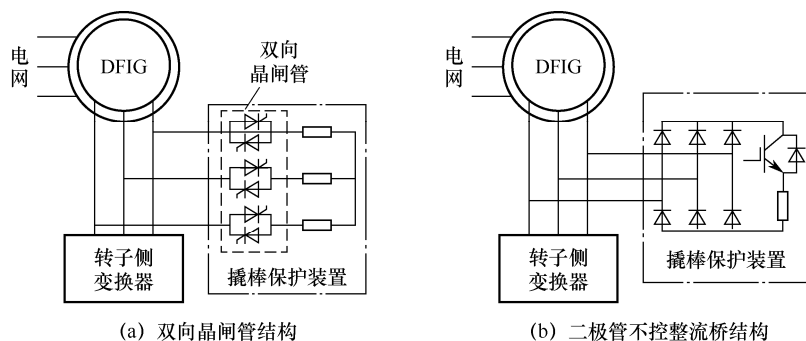 电
网
DFIG
双向
晶闸管
转子侧
变换器
撬棒保护装置
(a) 双向晶闸管结构
电
网
DFIG
转子侧
变换器
撬棒保护装置
(b) 二极管不控整流桥结构